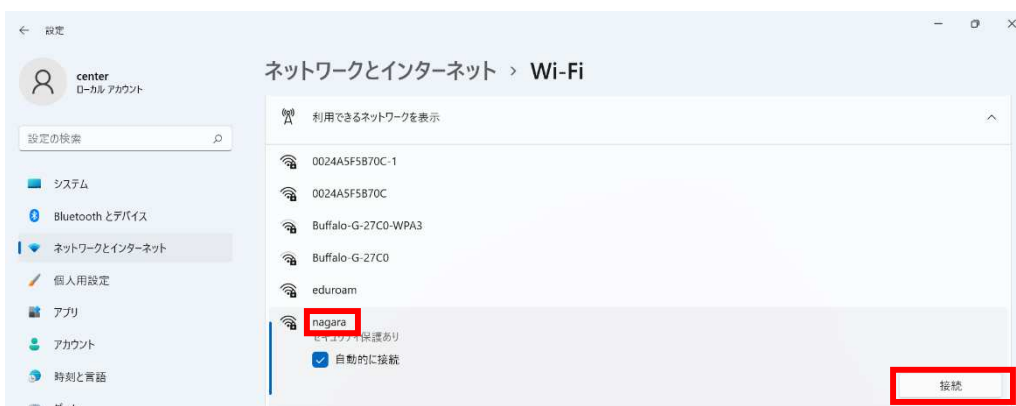 ← 設定
center
ローカル アカウント
設定の検索
システム
Bluetooth とデバイス
ネットワークとインターネット
個人用設定
アプリ
アカウント
時刻と言語
ネットワークとインターネット › Wi-Fi
利用できるネットワークを表示
0024A5F5B70C-1
0024A5F5B70C
Buffalo-G-27C0-WPA3
Buffalo-G-27C0
eduroam
nagara
セキュリティ保護あり
自動的に接続
接続